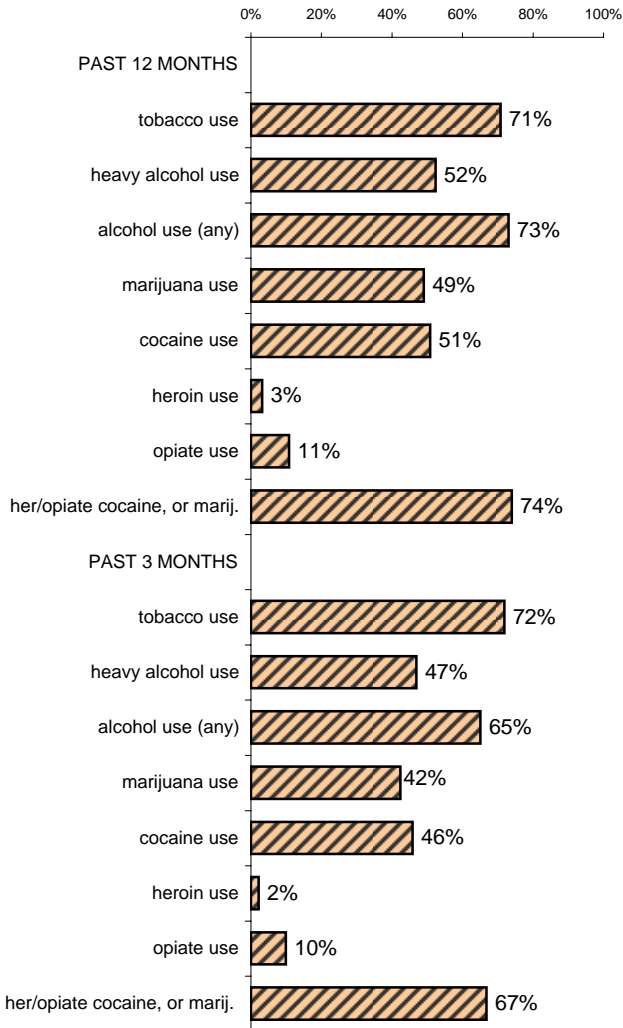 0% 20% 40% 60% 80% 100%
PAST 12 MONTHS
tobacco use 71%
heavy alcohol use 52%
alcohol use (any) 73%
marijuana use 49%
cocaine use 51%
heroin use 3%
opiate use 11%
her/opiate cocaine, or marij. 74%
PAST 3 MONTHS
tobacco use 72%
heavy alcohol use 47%
alcohol use (any) 65%
marijuana use 42%
cocaine use 46%
heroin use 2%
opiate use 10%
her/opiate cocaine, or marij. 67%